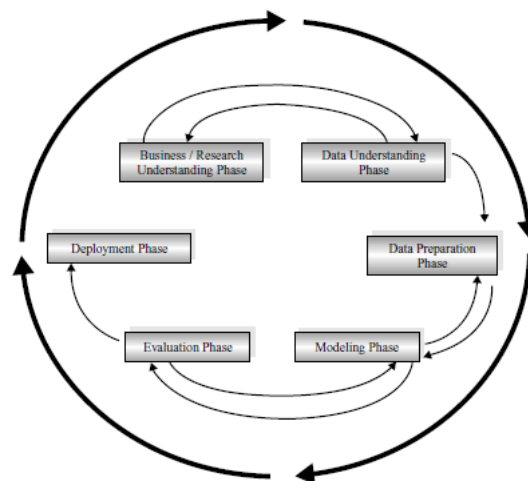 Business / Research
Understanding Phase
Data Understanding
Phase
Deployment Phase
Data Preparation
Phase
Evaluation Phase
Modeling Phase